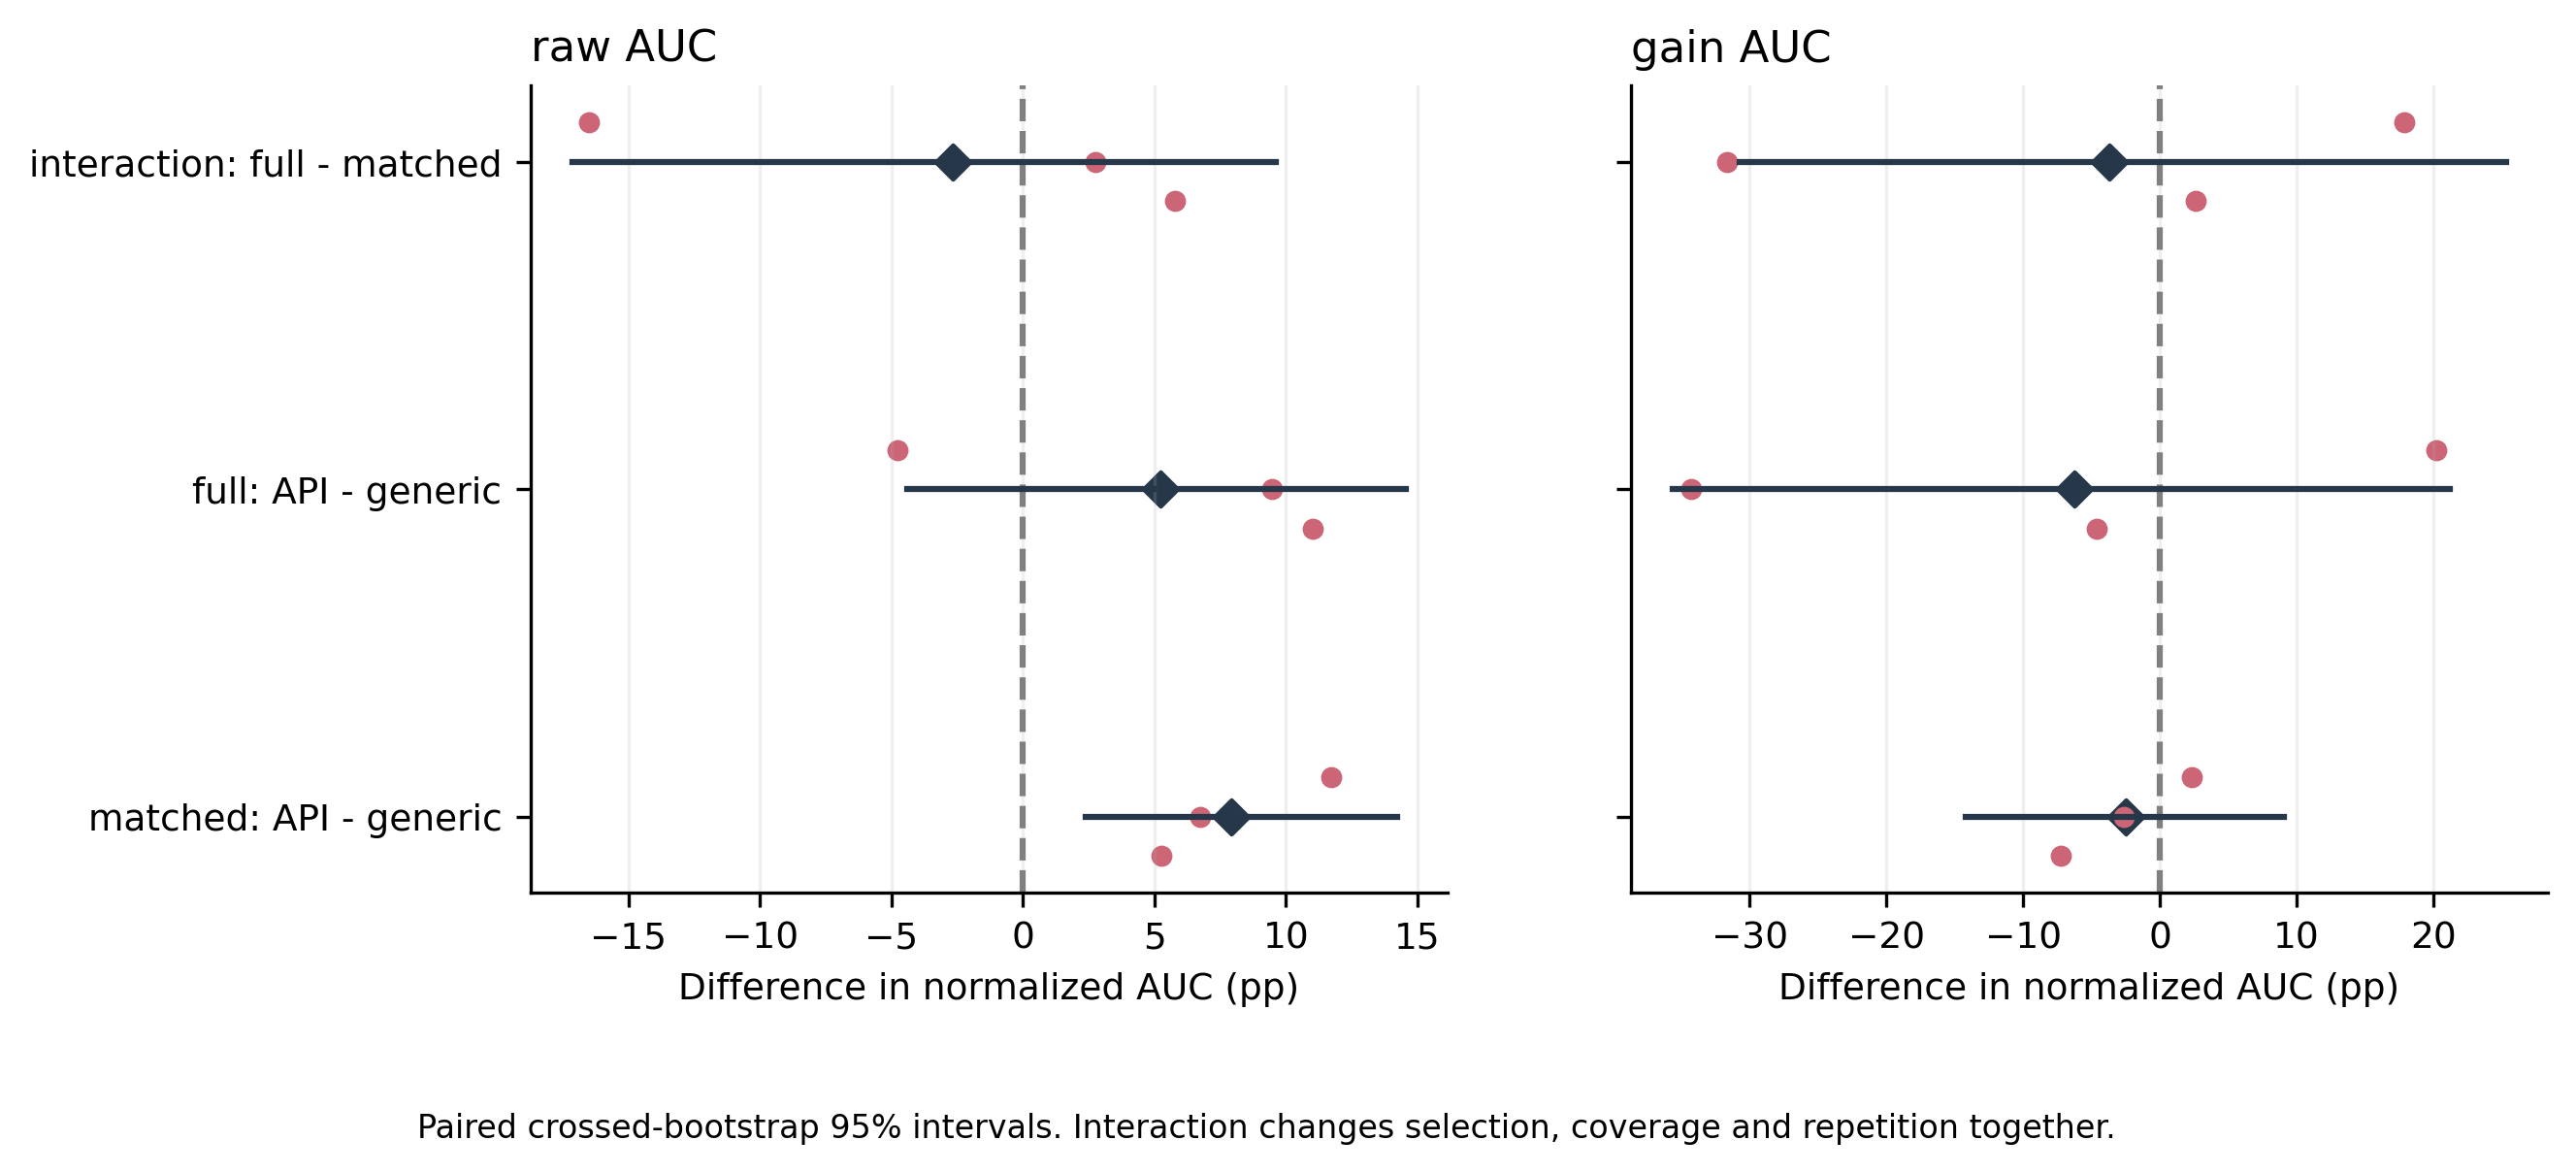 raw AUC
interaction: full - matched
full: API - generic
matched: API - generic
−15 −10 −5 0 5 10 15
Difference in normalized AUC (pp)
gain AUC
−30 −20 −10 0 10 20
Difference in normalized AUC (pp)
Paired crossed-bootstrap 95% intervals. Interaction changes selection, coverage and repetition together.